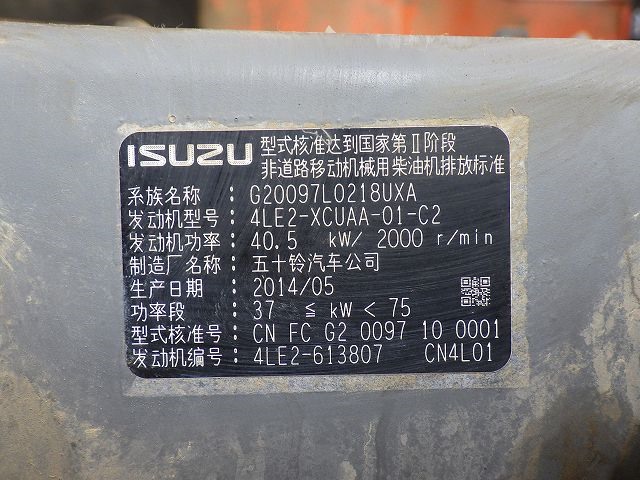 ISUZU 型式核准达到国家第Ⅱ阶段
非道路移动机械用柴油机排放标准
系族名称：G20097L0218UXA
发动机型号：4LE2-XCUAA-01-C2
发动机功率：40.5 kW/ 2000 r/min
制造厂名称：五十铃汽车公司
生产日期：2014/05
功率段：37 ≦ kW < 75
型式核准号：CN FC G2 0097 10 0001
发动机编号：4LE2-613807 CN4L01